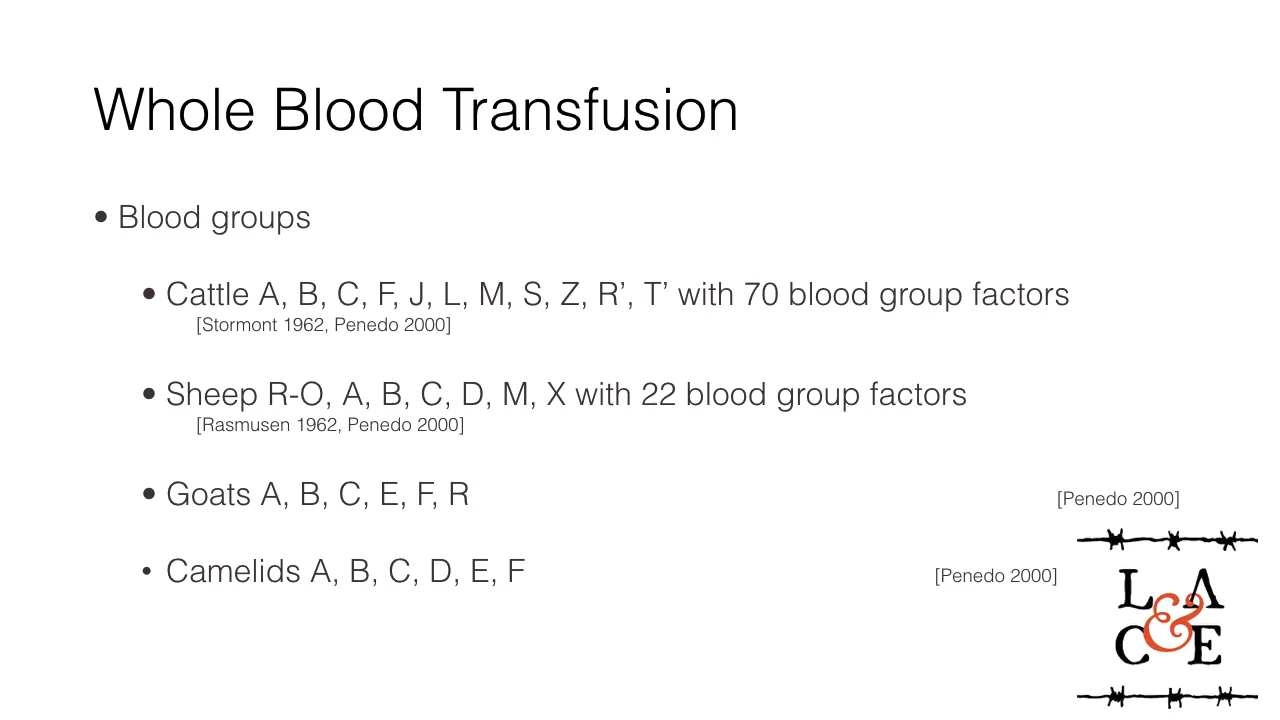 Whole Blood Transfusion
• Blood groups
• Cattle A, B, C, F, J, L, M, S, Z, R’, T’ with 70 blood group factors
[Stormont 1962, Penedo 2000]
• Sheep R-O, A, B, C, D, M, X with 22 blood group factors
[Rasmusen 1962, Penedo 2000]
• Goats A, B, C, E, F, R [Penedo 2000]
• Camelids A, B, C, D, E, F [Penedo 2000]
L A
&
C E